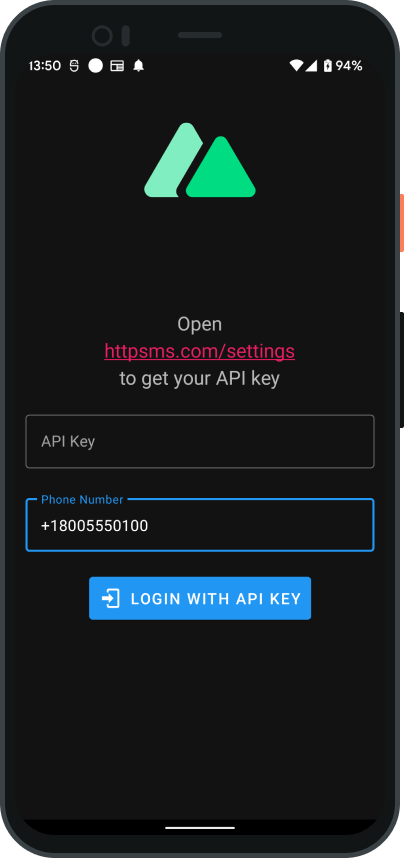 13:50
94%
Open
httpsms.com/settings
to get your API key
API Key
Phone Number
+18005550100
LOGIN WITH API KEY